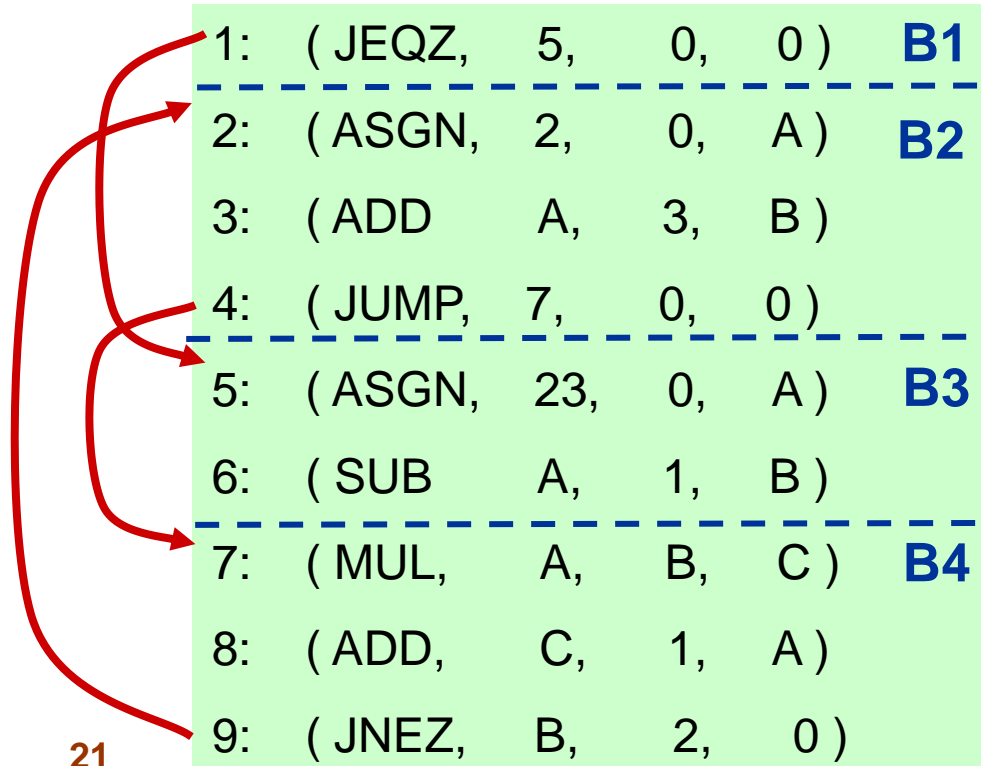 1: ( JEQZ, 5, 0, 0 ) B1
2: ( ASGN, 2, 0, A ) B2
3: ( ADD A, 3, B )
4: ( JUMP, 7, 0, 0 )
5: ( ASGN, 23, 0, A ) B3
6: ( SUB A, 1, B )
7: ( MUL, A, B, C ) B4
8: ( ADD, C, 1, A )
9: ( JNEZ, B, 2, 0 )
21